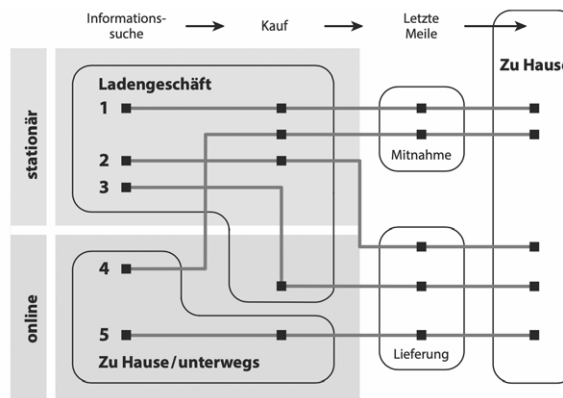 Informations-
suche
Kauf
Letzte
Meile
Zu Hause
Ladengeschäft
stationär
1
2
3
Mitnahme
online
4
5
Zu Hause/unterwegs
Lieferung